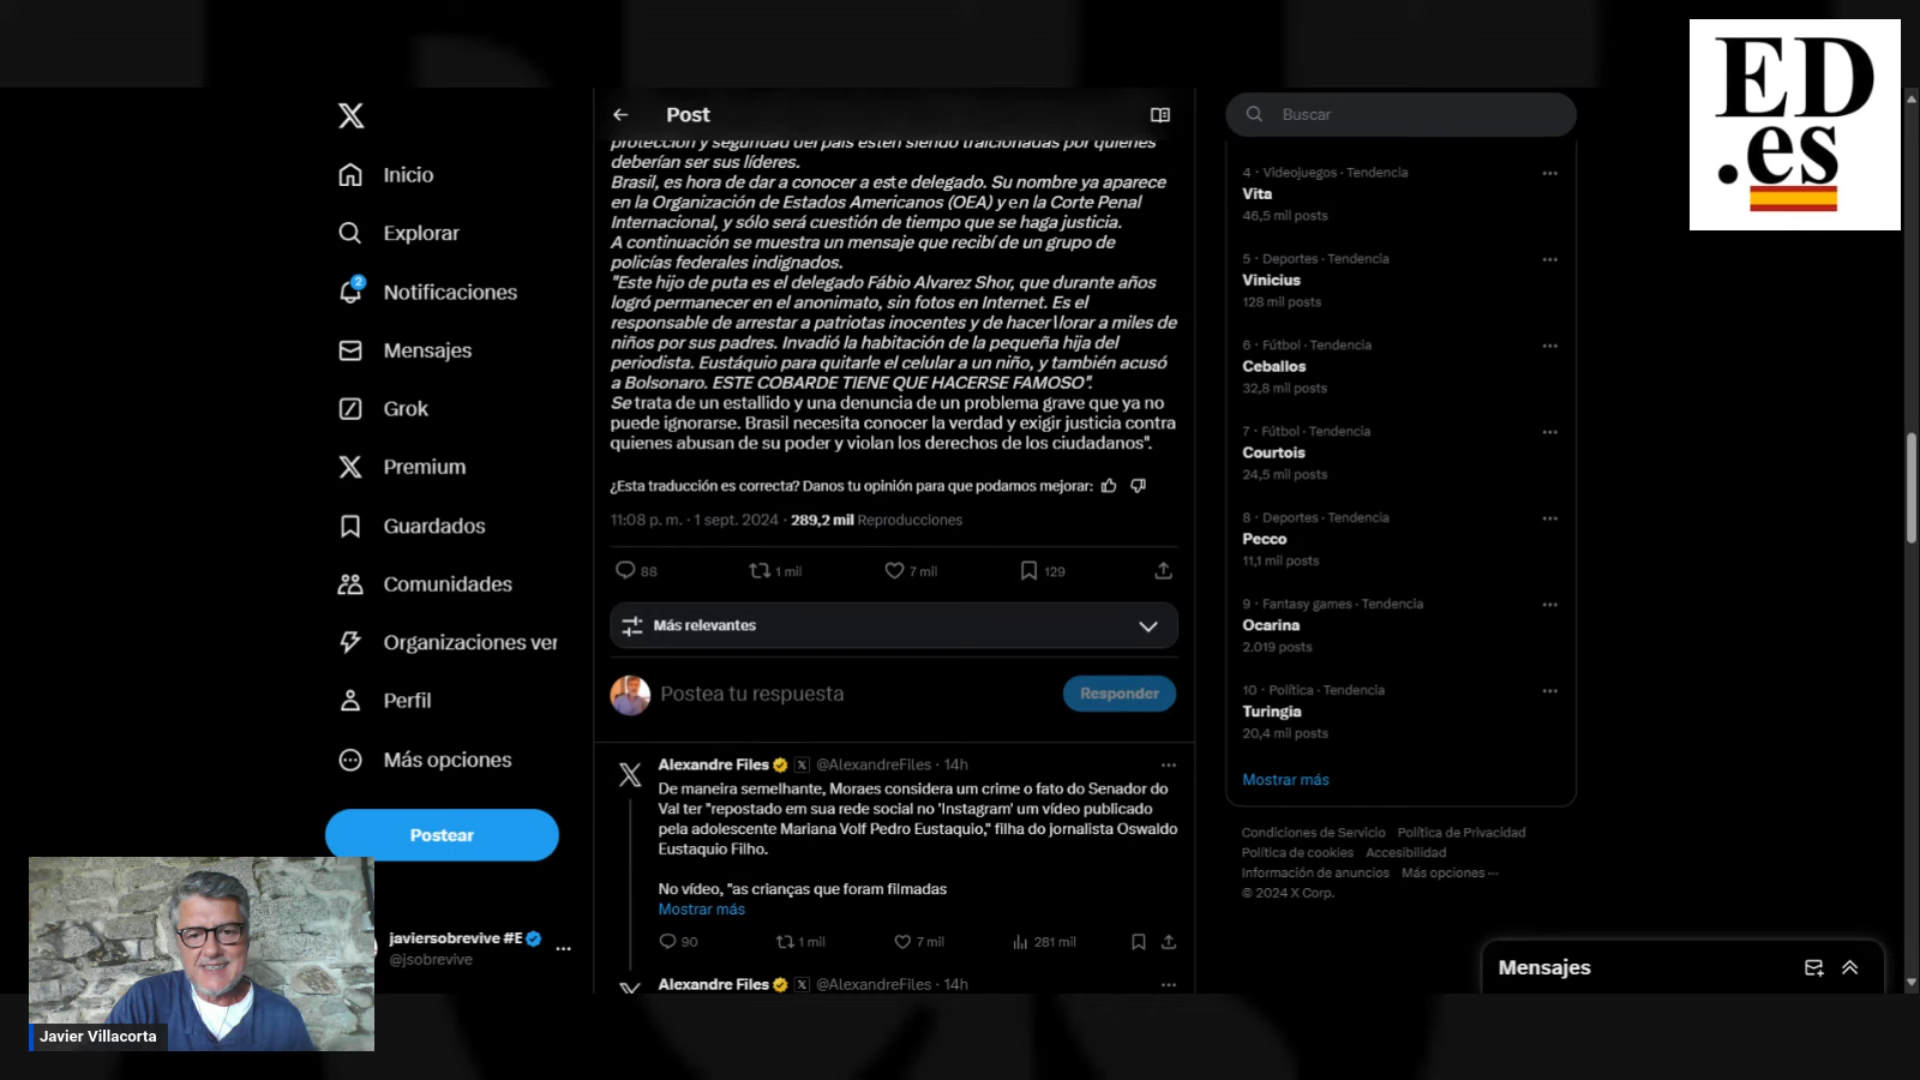 ED
.es
Inicio
Explorar
2
Notificaciones
Mensajes
Grok
Premium
Guardados
Comunidades
Organizaciones ver
Perfil
Más opciones
Postear
javiersobrevive #E
@jsobrevive
Javier Villacorta
Post
protección y seguridad del país estén siendo traicionadas por quienes
deberían ser sus líderes.
Brasil, es hora de dar a conocer a este delegado. Su nombre ya aparece
en la Organización de Estados Americanos (OEA) y en la Corte Penal
Internacional, y sólo será cuestión de tiempo que se haga justicia.
A continuación se muestra un mensaje que recibí de un grupo de
policías federales indignados.
"Este hijo de puta es el delegado Fábio Alvarez Shor, que durante años
logró permanecer en el anonimato, sin fotos en Internet. Es el
responsable de arrestar a patriotas inocentes y de hacer llorar a miles de
niños por sus padres. Invadió la habitación de la pequeña hija del
periodista. Eustáquio para quitarle el celular a un niño, y también acusó
a Bolsonaro. ESTE COBARDE TIENE QUE HACERSE FAMOSO".
Se trata de un estallido y una denuncia de un problema grave que ya no
puede ignorarse. Brasil necesita conocer la verdad y exigir justicia contra
quienes abusan de su poder y violan los derechos de los ciudadanos".
¿Esta traducción es correcta? Danos tu opinión para que podamos mejorar:
11:08 p. m. · 1 sept. 2024 · 289,2 mil Reproducciones
88 1 mil 7 mil 129
Más relevantes
Postea tu respuesta
Responder
Alexandre Files @AlexandreFiles · 14h
De maneira semelhante, Moraes considera um crime o fato do Senador do
Val ter "repostado em sua rede social no 'Instagram' um vídeo publicado
pela adolescente Mariana Volf Pedro Eustaquio," filha do jornalista Oswaldo
Eustaquio Filho.
No vídeo, "as crianças que foram filmadas
Mostrar más
90 1 mil 7 mil 281 mil
Alexandre Files @AlexandreFiles · 14h
Buscar
4 · Videojuegos · Tendencia
Vita
46,5 mil posts
5 · Deportes · Tendencia
Vinicius
128 mil posts
6 · Fútbol · Tendencia
Ceballos
32,8 mil posts
7 · Fútbol · Tendencia
Courtois
24,5 mil posts
8 · Deportes · Tendencia
Pecco
11,1 mil posts
9 · Fantasy games · Tendencia
Ocarina
2.019 posts
10 · Política · Tendencia
Turingia
20,4 mil posts
Mostrar más
Condiciones de Servicio Política de Privacidad
Política de cookies Accesibilidad
Información de anuncios Más opciones ···
© 2024 X Corp.
Mensajes